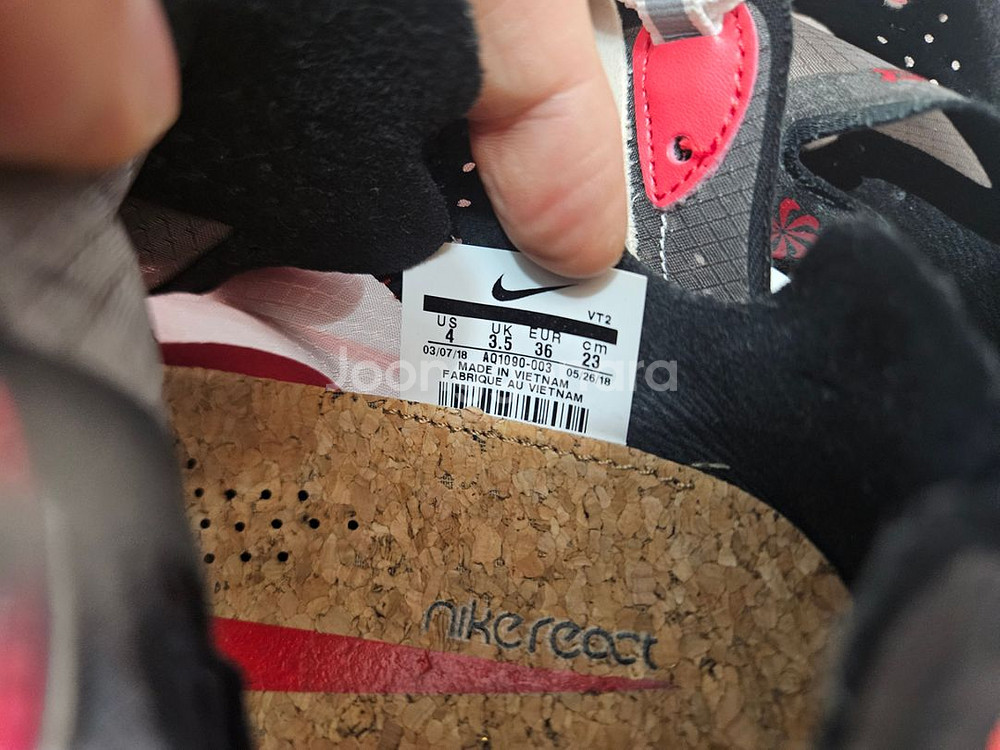 VT2
US UK EUR cm
4 3.5 36 23
03/07/18 AQ1090-003 05/26/18
MADE IN VIETNAM
FABRIQUE AU VIETNAM
nikereact